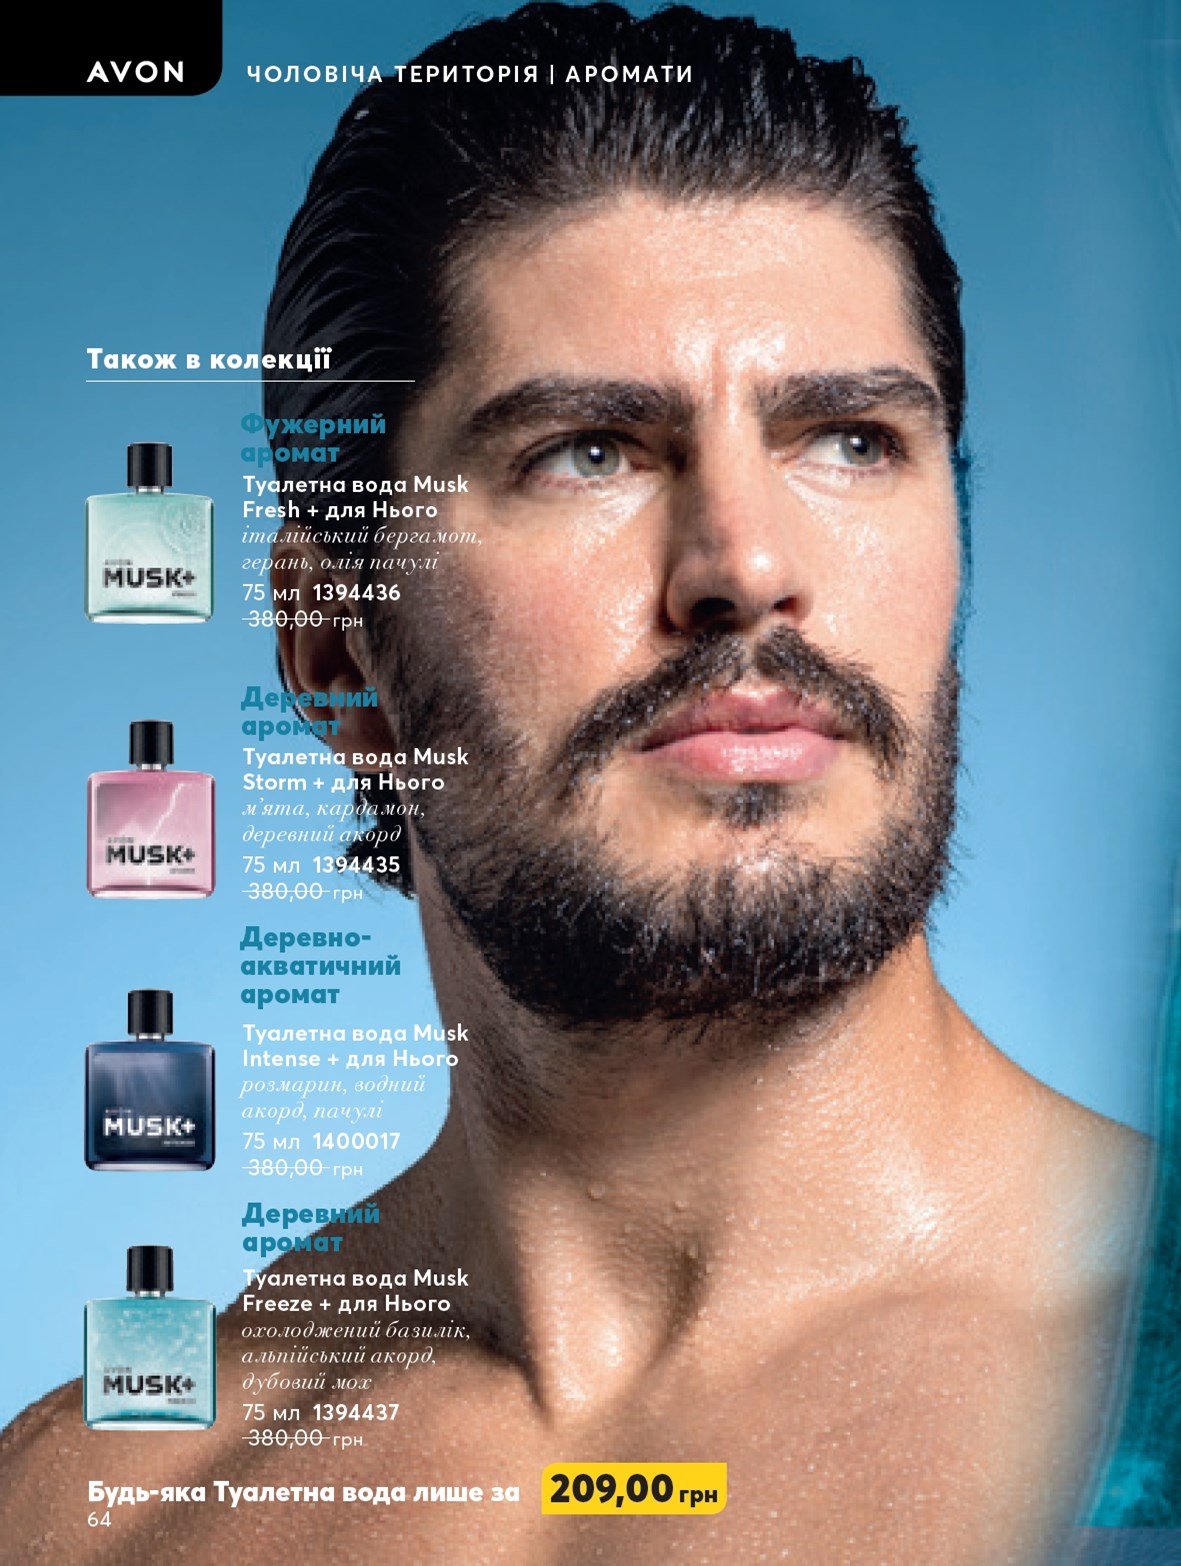 AVON
ЧОЛОВІЧА ТЕРИТОРІЯ | АРОМАТИ
Також в колекції
Фужерний
аромат
Туалетна вода Musk
Fresh + для Нього
італійський бергамот,
герань, олія пачулі
75 мл 1394436
380,00 грн
AVON
MUSK+
Деревний
аромат
Туалетна вода Musk
Storm + для Нього
м'ята, кардамон,
деревний акорд
75 мл 1394435
380,00 грн
AVON
MUSK+
Деревно-
акватичний
аромат
Туалетна вода Musk
Intense + для Нього
розмарин, водний
акорд, пачулі
75 мл 1400017
380,00 грн
AVON
MUSK+
Деревний
аромат
Туалетна вода Musk
Freeze + для Нього
охолоджений базилік,
альпійський акорд,
дубовий мох
75 мл 1394437
380,00 грн
AVON
MUSK+
Будь-яка Туалетна вода лише за 209,00 грн
64